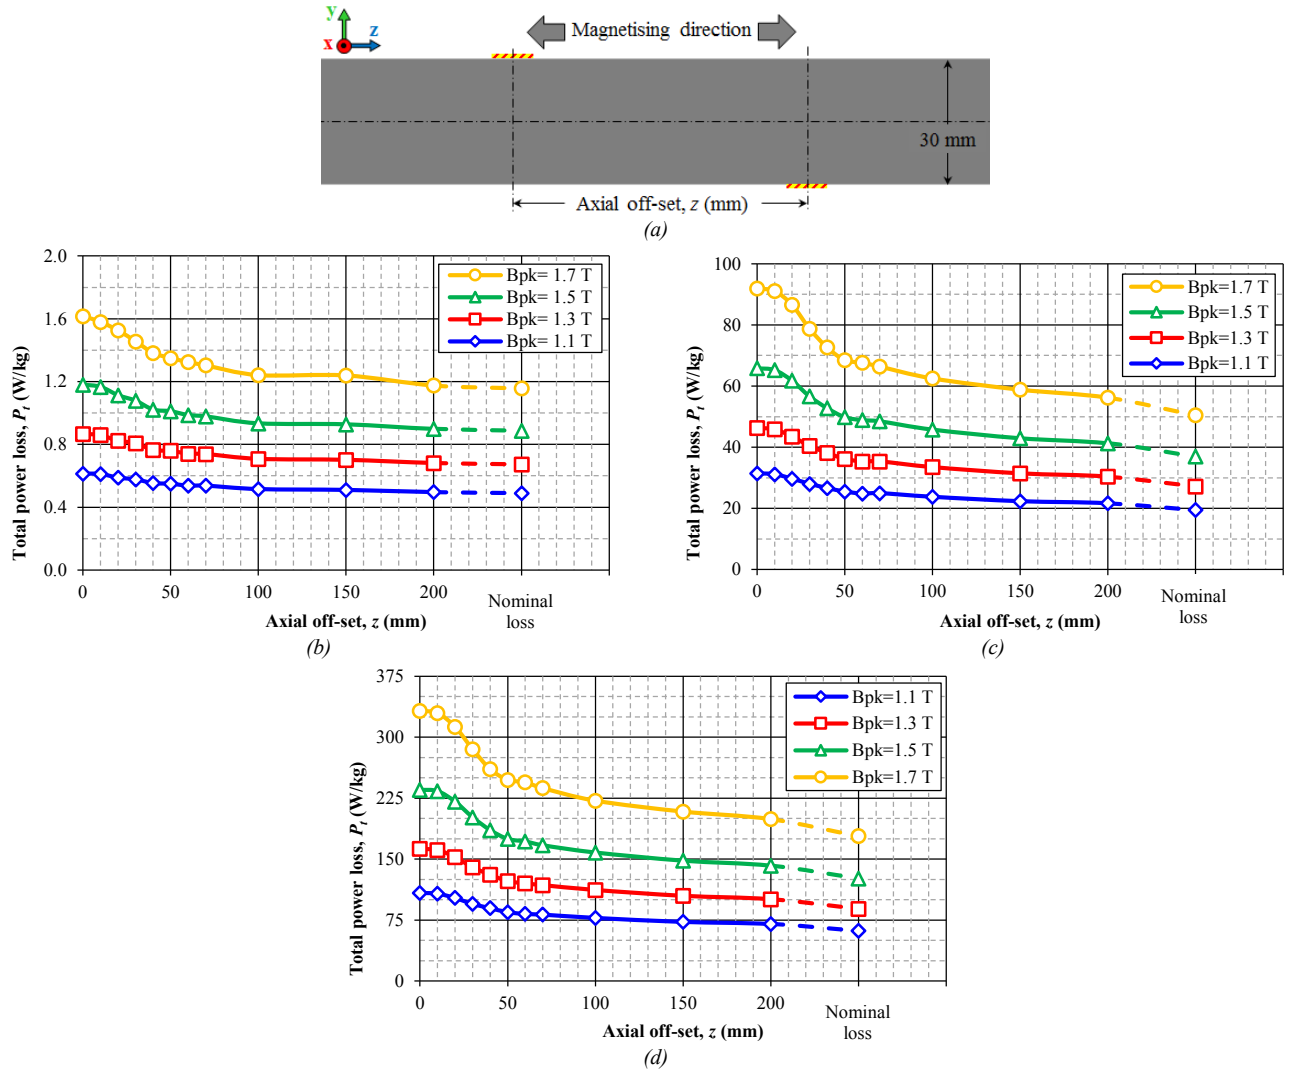 y
x
z
Magnetising direction
30 mm
Axial off-set, z (mm)
(a)
2.0
1.6
1.2
0.8
0.4
0.0
Total power loss, Pt (W/kg)
Bpk= 1.7 T
Bpk= 1.5 T
Bpk= 1.3 T
Bpk= 1.1 T
0
50
100
150
200
Nominal
loss
Axial off-set, z (mm)
(b)
100
80
60
40
20
0
Total power loss, Pt (W/kg)
Bpk=1.7 T
Bpk=1.5 T
Bpk=1.3 T
Bpk=1.1 T
0
50
100
150
200
Nominal
loss
Axial off-set, z (mm)
(c)
375
300
225
150
75
0
Total power loss, Pt (W/kg)
Bpk=1.1 T
Bpk=1.3 T
Bpk=1.5 T
Bpk=1.7 T
0
50
100
150
200
Nominal
loss
Axial off-set, z (mm)
(d)